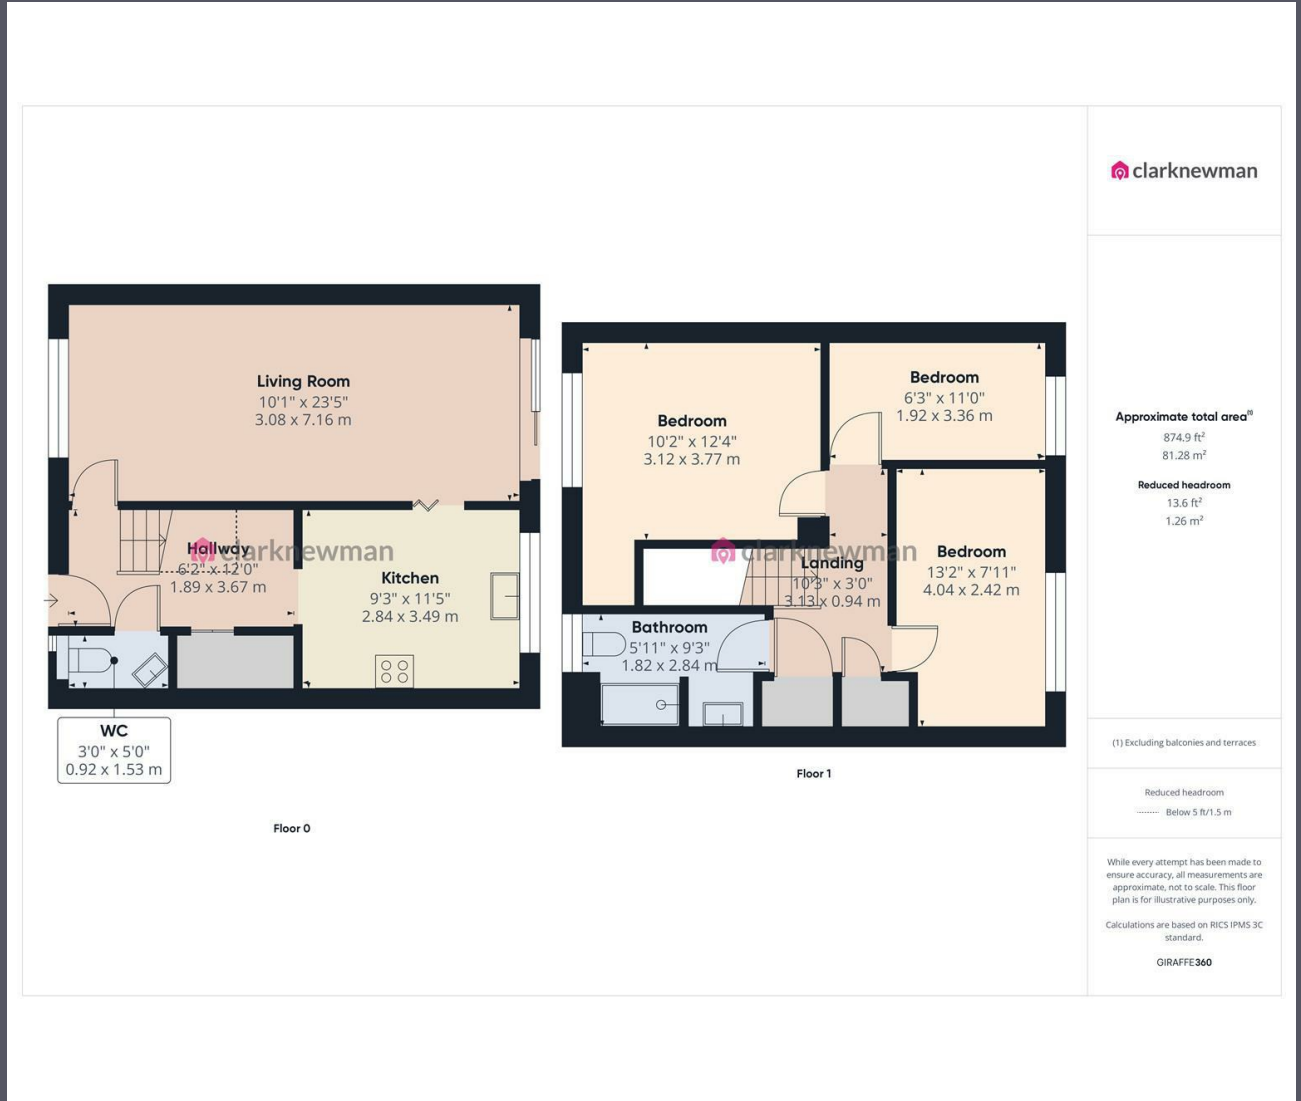 clarknewman
Living Room
10'1" x 23'5"
3.08 x 7.16 m
Hallway
6'2" x 12'0"
1.89 x 3.67 m
clarknewman
Kitchen
9'3" x 11'5"
2.84 x 3.49 m
WC
3'0" x 5'0"
0.92 x 1.53 m
Floor 0
Bedroom
10'2" x 12'4"
3.12 x 3.77 m
Bedroom
6'3" x 11'0"
1.92 x 3.36 m
clarknewman
Landing
10'3" x 3'0"
3.13 x 0.94 m
Bedroom
13'2" x 7'11"
4.04 x 2.42 m
Bathroom
5'11" x 9'3"
1.82 x 2.84 m
Floor 1
Approximate total area(1)
874.9 ft²
81.28 m²
Reduced headroom
13.6 ft²
1.26 m²
(1) Excluding balconies and terraces
Reduced headroom
Below 5 ft/1.5 m
While every attempt has been made to
ensure accuracy, all measurements are
approximate, not to scale. This floor
plan is for illustrative purposes only.
Calculations are based on RICS IPMS 3C
standard.
GIRAFFE360